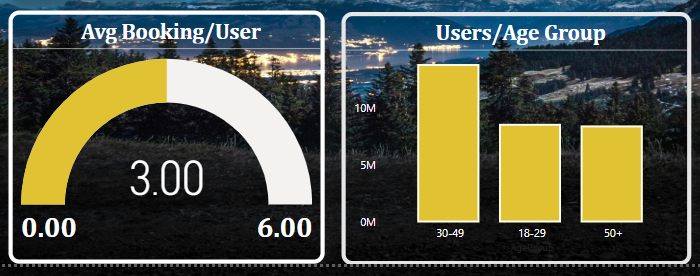 Avg Booking/User
3.00
0.00
6.00
Users/Age Group
10M
5M
0M
30-49
18-29
50+